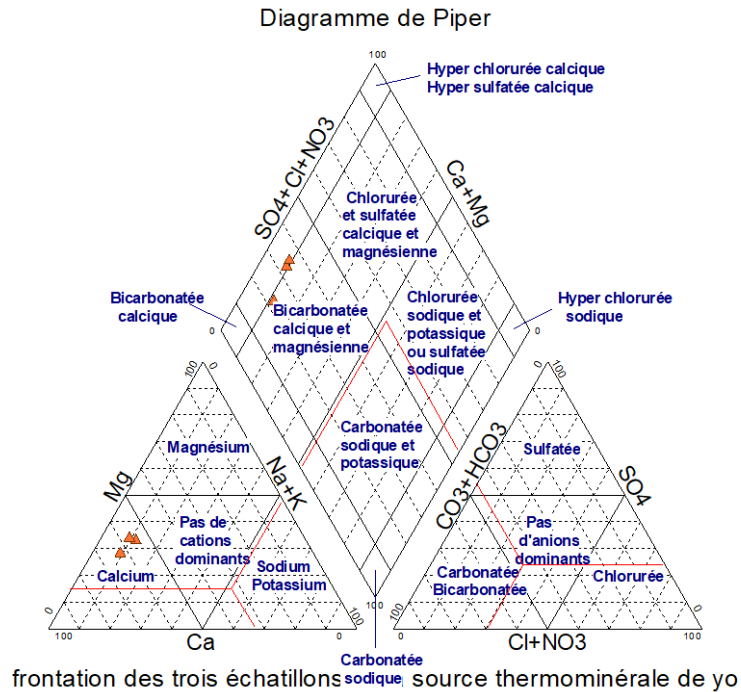 Diagramme de Piper
100
Hyper chlorurée calcique
Hyper sulfatée calcique
SO4+Cl+NO3
Ca+Mg
Chlorurée
et sulfatée
calcique et
magnésienne
Bicarbonatée
calcique
Bicarbonatée
calcique et
magnésienne
Chlorurée
sodique et
potassique
ou sulfatée
sodique
Hyper chlorurée
sodique
0
0
100
0
0
100
Carbonatée
sodique et
potassique
Magnésium
Sulfatée
Mg
Na+K
CO3+HCO3
SO4
Pas de
cations
dominants
Pas
d'anions
dominants
Calcium
Sodium
Potassium
Carbonatée
Bicarbonatée
Chlorurée
0
100
100
100
0
0
100
0
0
100
Ca
Cl+NO3
Carbonatée
sodique
frontation des trois échatillons source thermominérale de yo